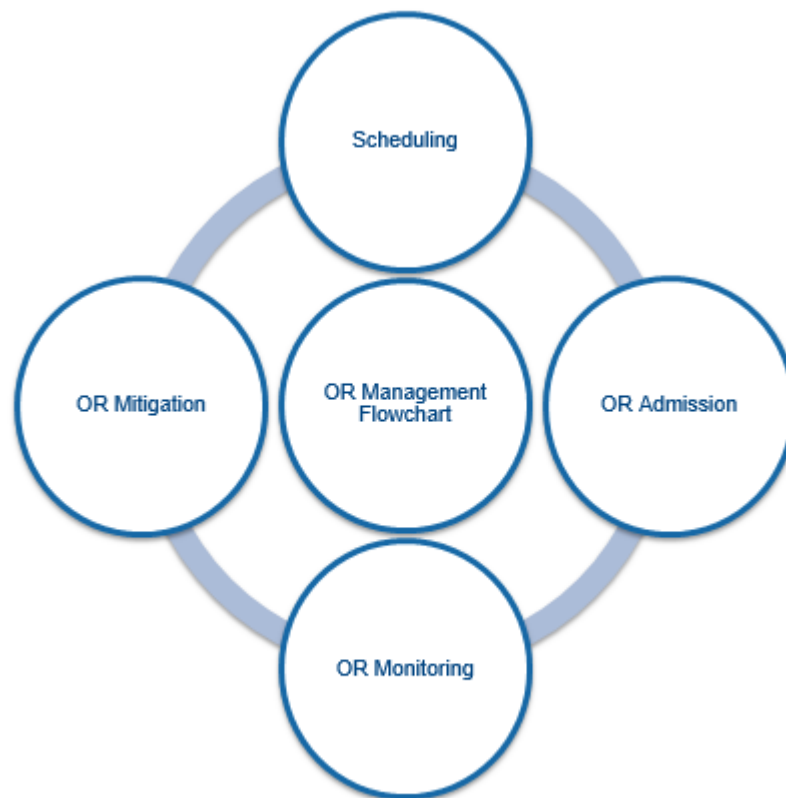 Scheduling
OR Mitigation
OR Management
Flowchart
OR Admission
OR Monitoring